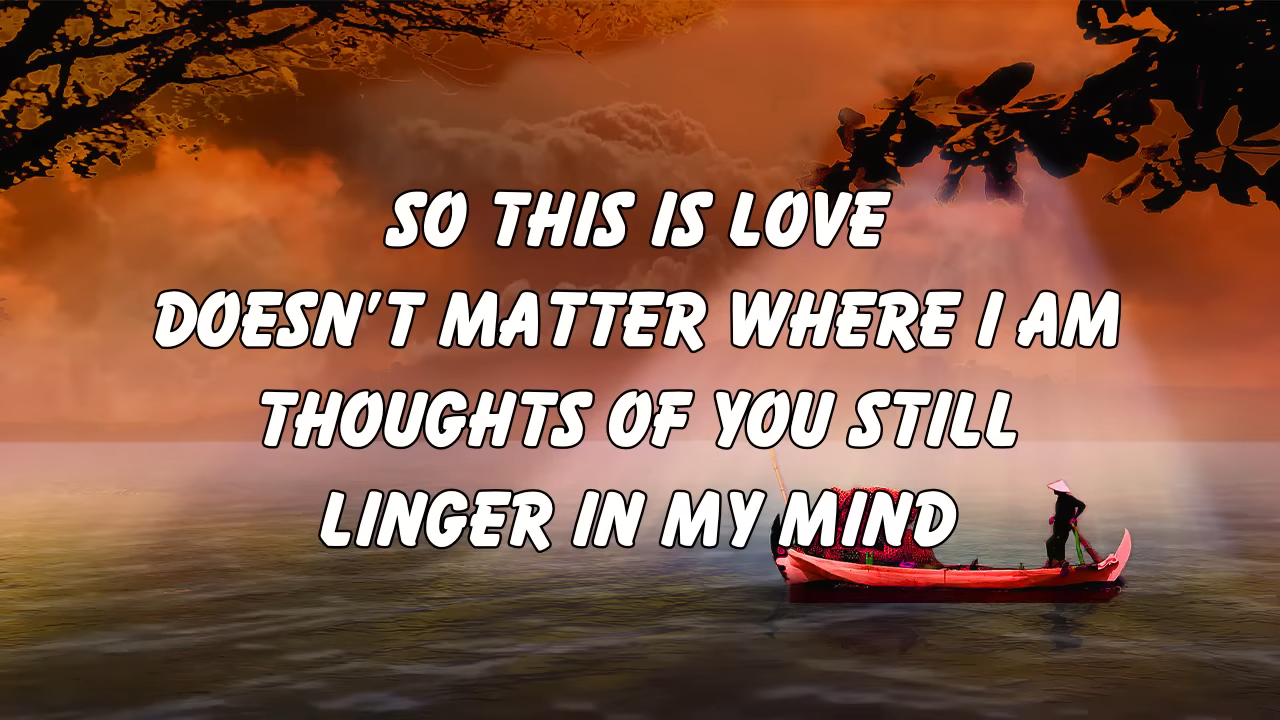 SO THIS IS LOVE
DOESN'T MATTER WHERE I AM
THOUGHTS OF YOU STILL
LINGER IN MY MIND